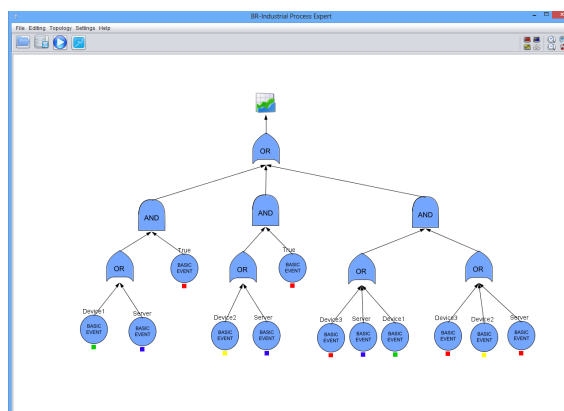 BR-Industrial Process Expert
File Editing Topology Settings Help
OR
AND
AND
AND
OR
True
BASIC
EVENT
OR
True
BASIC
EVENT
OR
OR
Device1
BASIC
EVENT
Server
BASIC
EVENT
Device2
BASIC
EVENT
Server
BASIC
EVENT
Device3
BASIC
EVENT
Server
BASIC
EVENT
Device1
BASIC
EVENT
Device3
BASIC
EVENT
Device2
BASIC
EVENT
Server
BASIC
EVENT